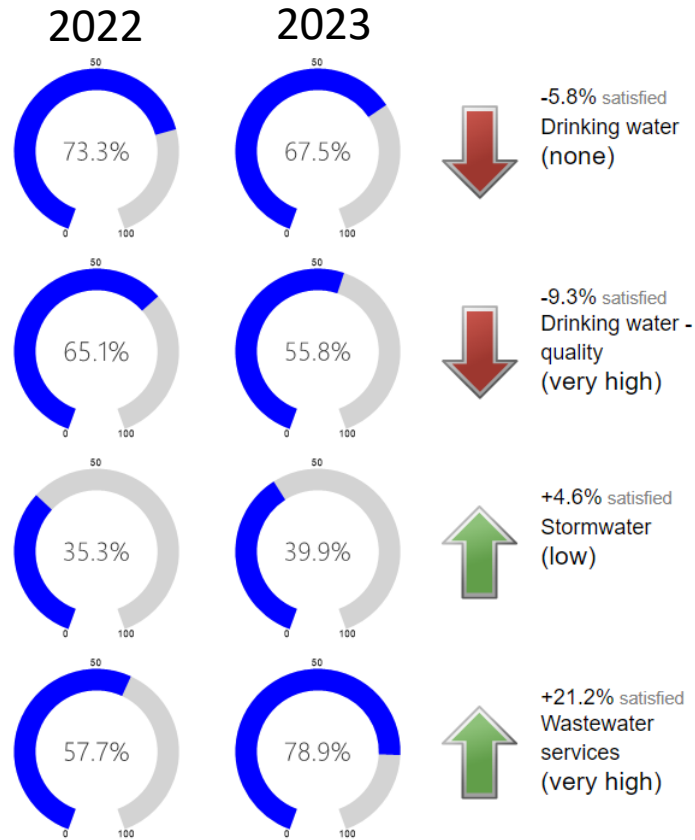 2022 2023
50 50
73.3% 67.5%
0 100 0 100
-5.8% satisfied
Drinking water
(none)
50 50
65.1% 55.8%
0 100 0 100
-9.3% satisfied
Drinking water -
quality
(very high)
50 50
35.3% 39.9%
0 100 0 100
+4.6% satisfied
Stormwater
(low)
50 50
57.7% 78.9%
0 100 0 100
+21.2% satisfied
Wastewater
services
(very high)